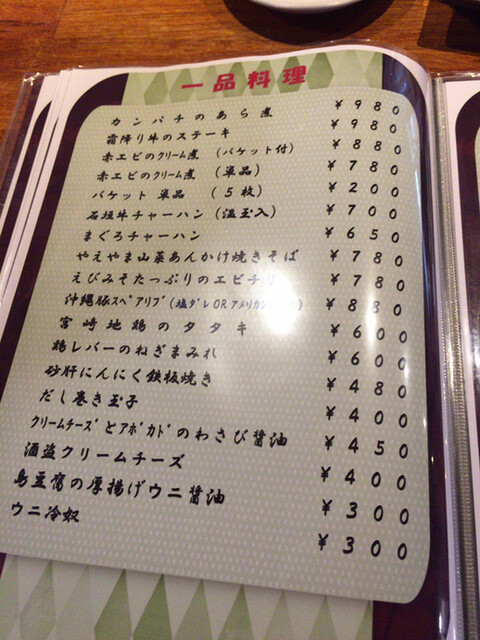 一品料理
カンパチのあら煮 ¥980
霜降り牛のステーキ ¥980
赤エビのクリーム煮 (バケット付) ¥880
赤エビのクリーム煮 (単品) ¥780
バケット 単品 (5枚) ¥200
石垣牛チャーハン (温玉入) ¥700
まぐろチャーハン ¥650
やえやま山菜あんかけ焼きそば ¥780
えびみそたっぷりのエビチリ ¥780
沖縄豚スペアリブ (塩ダレ OR アメリカン ¥880
宮崎地鶏のタタキ ¥600
鶏レバーのねぎまみれ ¥600
砂肝にんにく鉄板焼き ¥480
だし巻き玉子 ¥400
クリームチーズとアボカドのわさび醤油 ¥450
酒盗クリームチーズ ¥400
島豆腐の厚揚げウニ醤油 ¥300
ウニ冷奴 ¥300